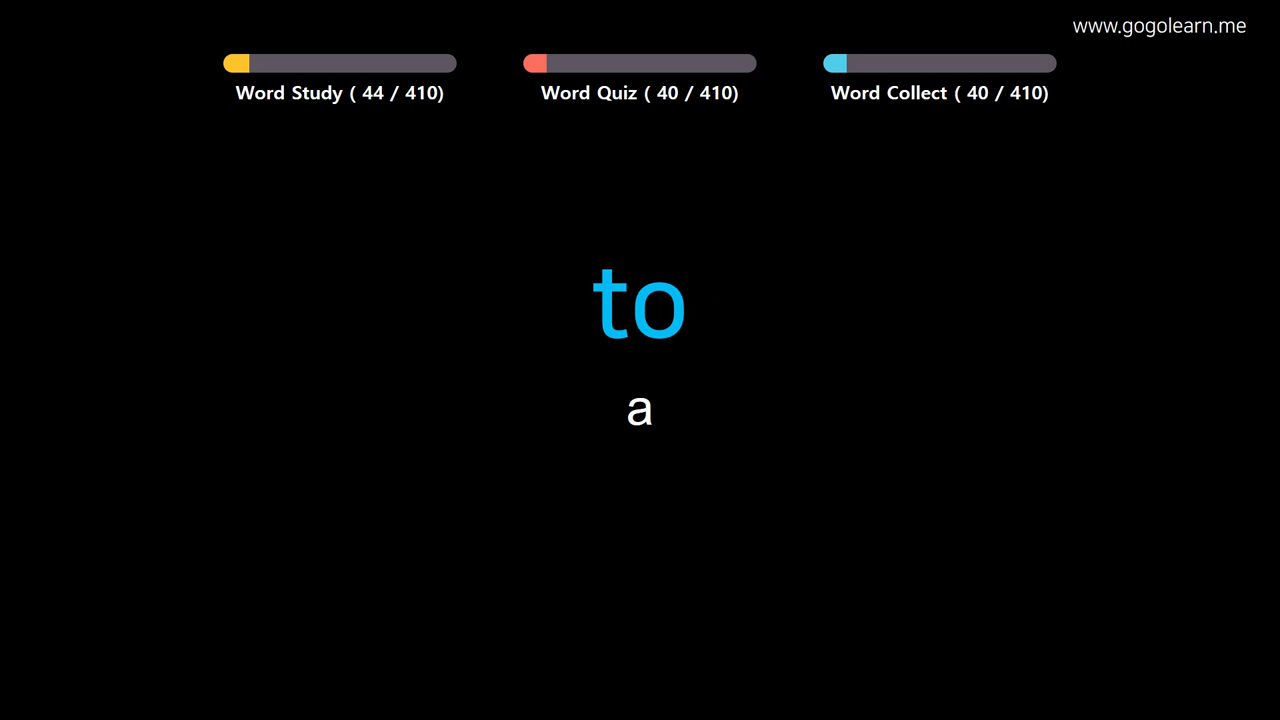 www.gogolearn.me
Word Study ( 44 / 410)
Word Quiz ( 40 / 410)
Word Collect ( 40 / 410)
to
a